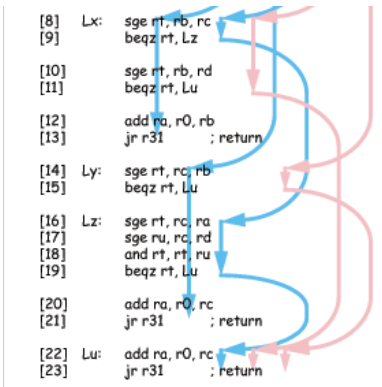 [8] Lx: sge rt, rb, rc
[9] beqz rt, Lz
[10] sge rt, rb, rd
[11] beqz rt, Lu
[12] add ra, r0, rb
[13] jr r31 ; return
[14] Ly: sge rt, rc, rb
[15] beqz rt, Lu
[16] Lz: sge rt, rc, ra
[17] sge ru, rc, rd
[18] and rt, rt, ru
[19] beqz rt, Lu
[20] add ra, r0, rc
[21] jr r31 ; return
[22] Lu: add ra, r0, rc
[23] jr r31 ; return